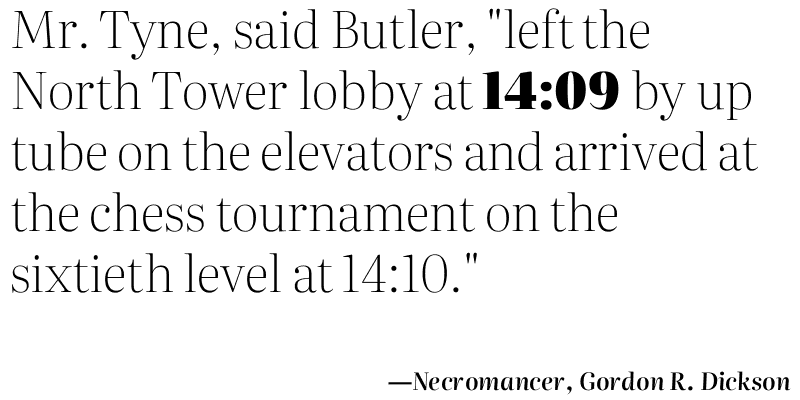 Mr. Tyne, said Butler, "left the
North Tower lobby at 14:09 by up
tube on the elevators and arrived at
the chess tournament on the
sixtieth level at 14:10."
—Necromancer, Gordon R. Dickson